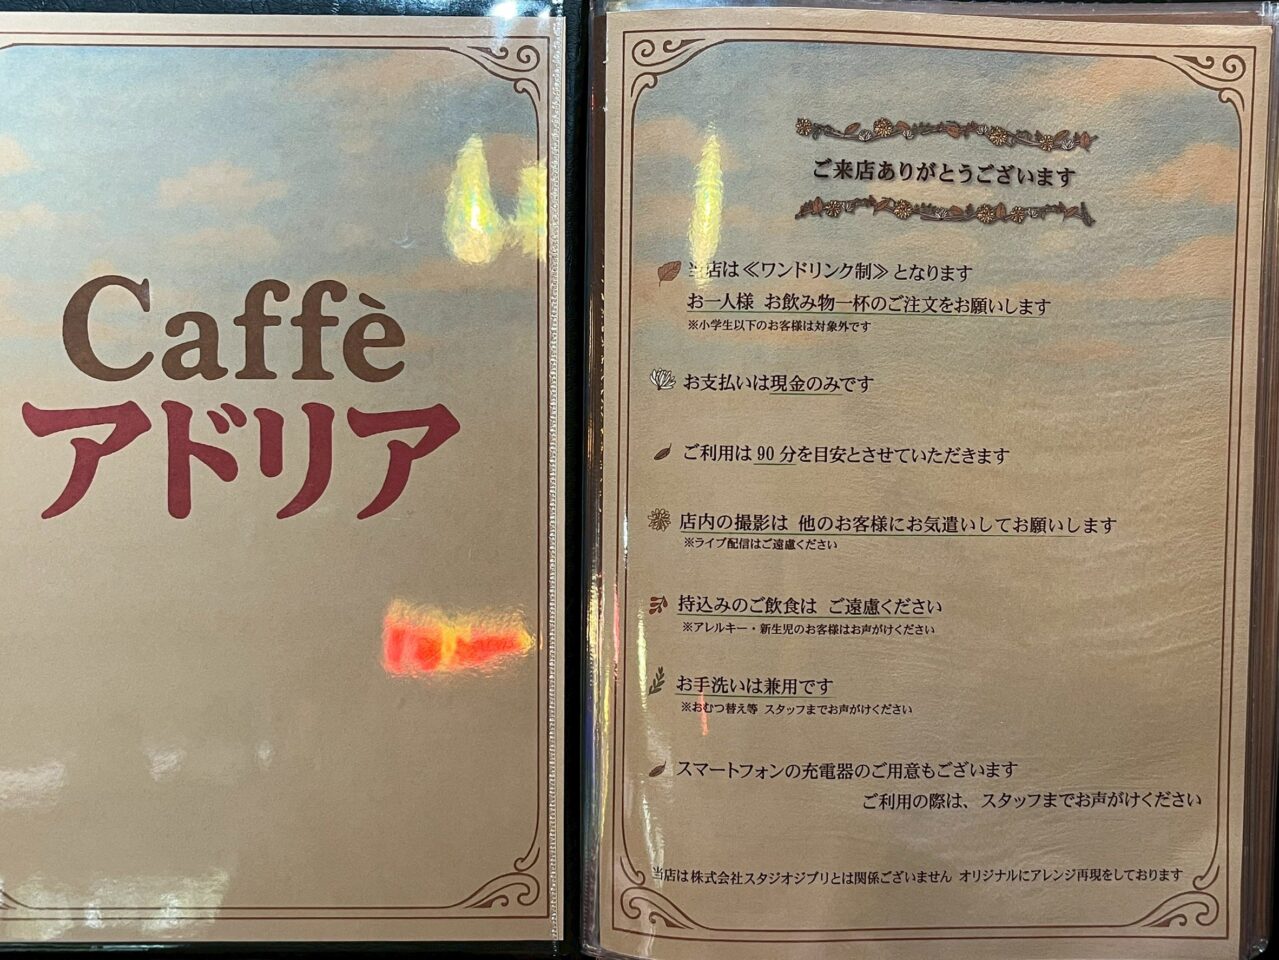 Caffè
アドリア
ご来店ありがとうございます
当店は≪ワンドリンク制≫となります
お一人様 お飲み物一杯のご注文をお願いします
※小学生以下のお客様は対象外です
お支払いは現金のみです
ご利用は90分を目安とさせていただきます
店内の撮影は 他のお客様にお気遣いしてお願いします
※ライブ配信はご遠慮ください
持込みのご飲食は ご遠慮ください
※アレルギー・新生児のお客様はお声がけください
お手洗いは兼用です
※おむつ替え等 スタッフまでお声がけください
スマートフォンの充電器のご用意もございます
ご利用の際は、スタッフまでお声がけください
当店は株式会社スタジオジブリとは関係ございません オリジナルにアレンジ再現をしております